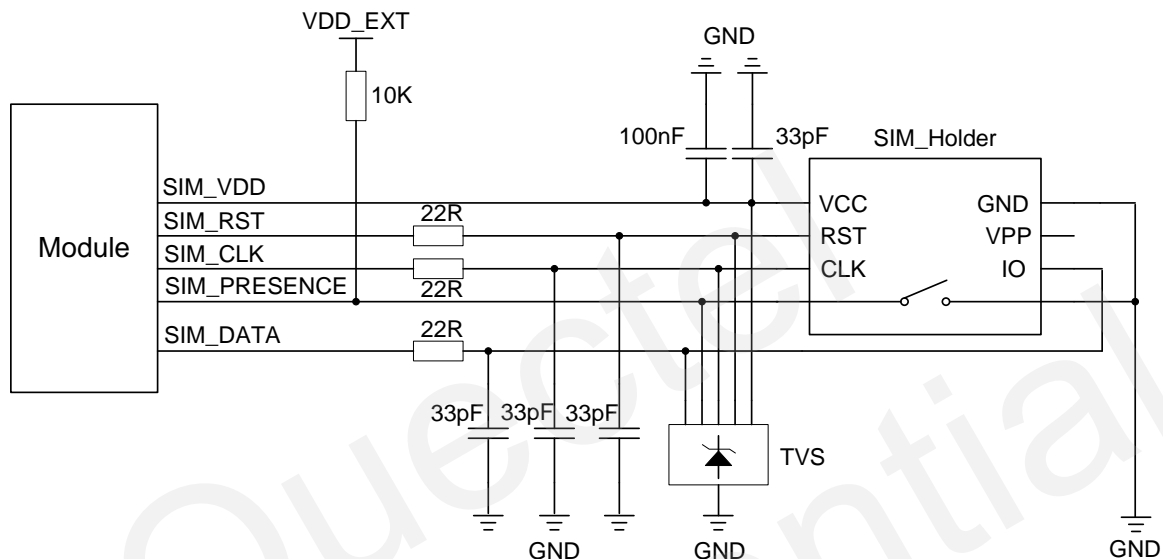 VDD_EXT
GND
10K
100nF
33pF
SIM_Holder
Module
SIM_VDD
SIM_RST
22R
SIM_CLK
22R
SIM_PRESENCE
SIM_DATA
22R
VCC
GND
RST
VPP
CLK
IO
33pF
33pF
33pF
TVS
GND
GND
GND
Quectel